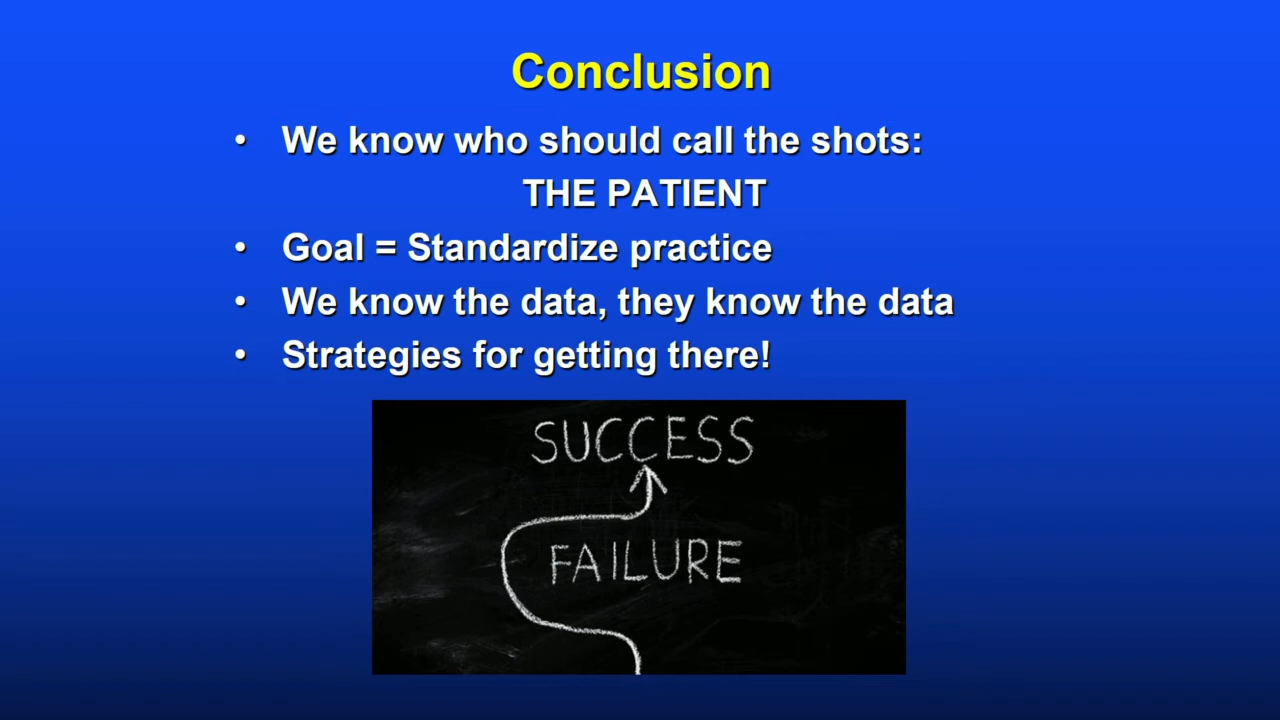 Conclusion
• We know who should call the shots:
THE PATIENT
• Goal = Standardize practice
• We know the data, they know the data
• Strategies for getting there!
SUCCESS
FAILURE